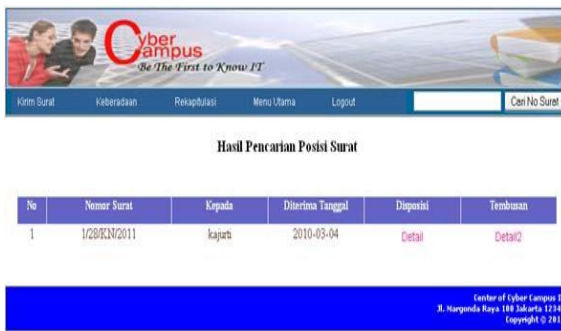 Cyber
Campus
Be The First to Know IT
Kirim Surat Keberadaan Rekapitulasi Menu Utama Logout Cari No Surat
Hasil Pencarian Posisi Surat
No Nomor Surat Kepada Diterima Tanggal Disposisi Tembusan
1 1/28/KN/2011 kajurti 2010-03-04 Detail Detail2
Center of Cyber Campus
Jl. Margonda Raya 100 Jakarta 1234
Copyright © 201